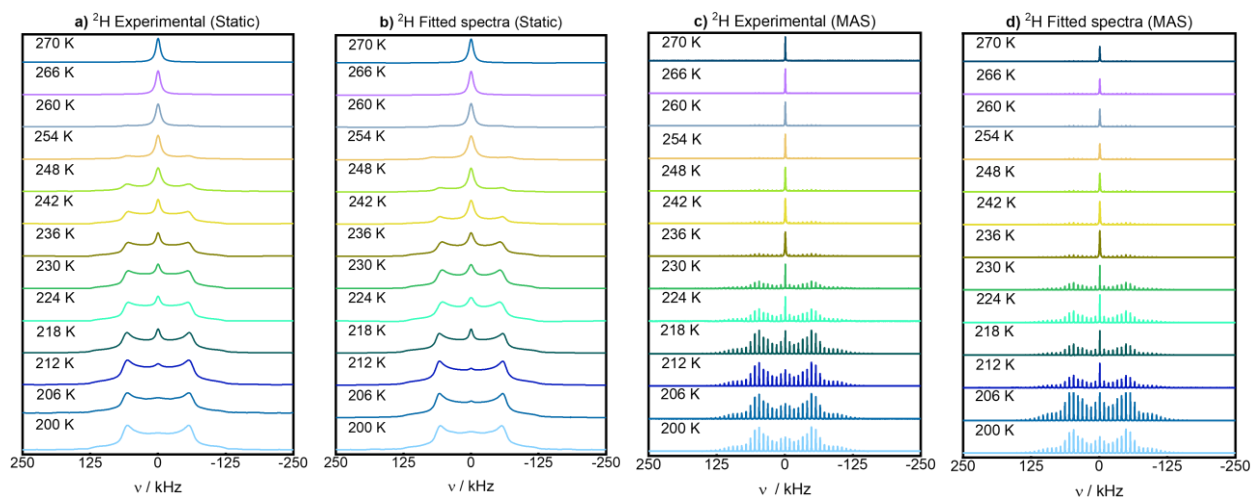 a) ²H Experimental (Static)
270 K
266 K
260 K
254 K
248 K
242 K
236 K
230 K
224 K
218 K
212 K
206 K
200 K
250 125 0 -125 -250
ν / kHz
b) ²H Fitted spectra (Static)
270 K
266 K
260 K
254 K
248 K
242 K
236 K
230 K
224 K
218 K
212 K
206 K
200 K
250 125 0 -125 -250
ν / kHz
c) ²H Experimental (MAS)
270 K
266 K
260 K
254 K
248 K
242 K
236 K
230 K
224 K
218 K
212 K
206 K
200 K
250 125 0 -125 -250
ν / kHz
d) ²H Fitted spectra (MAS)
270 K
266 K
260 K
254 K
248 K
242 K
236 K
230 K
224 K
218 K
212 K
206 K
200 K
250 125 0 -125 -250
ν / kHz